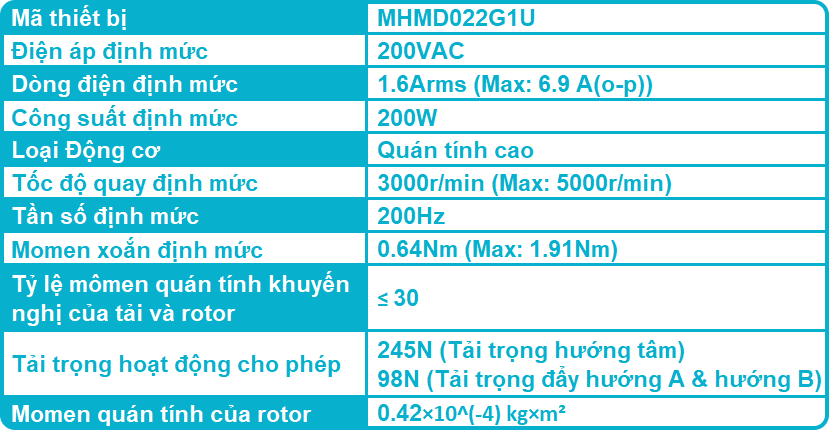 Mã thiết bị MHMD022G1U
Điện áp định mức 200VAC
Dòng điện định mức 1.6Arms (Max: 6.9 A(o-p))
Công suất định mức 200W
Loại Động cơ Quán tính cao
Tốc độ quay định mức 3000r/min (Max: 5000r/min)
Tần số định mức 200Hz
Momen xoắn định mức 0.64Nm (Max: 1.91Nm)
Tỷ lệ mômen quán tính khuyến
nghị của tải và rotor
≤ 30
Tải trọng hoạt động cho phép
245N (Tải trọng hướng tâm)
98N (Tải trọng đẩy hướng A & hướng B)
Momen quán tính của rotor 0.42×10^(-4) kg×m²